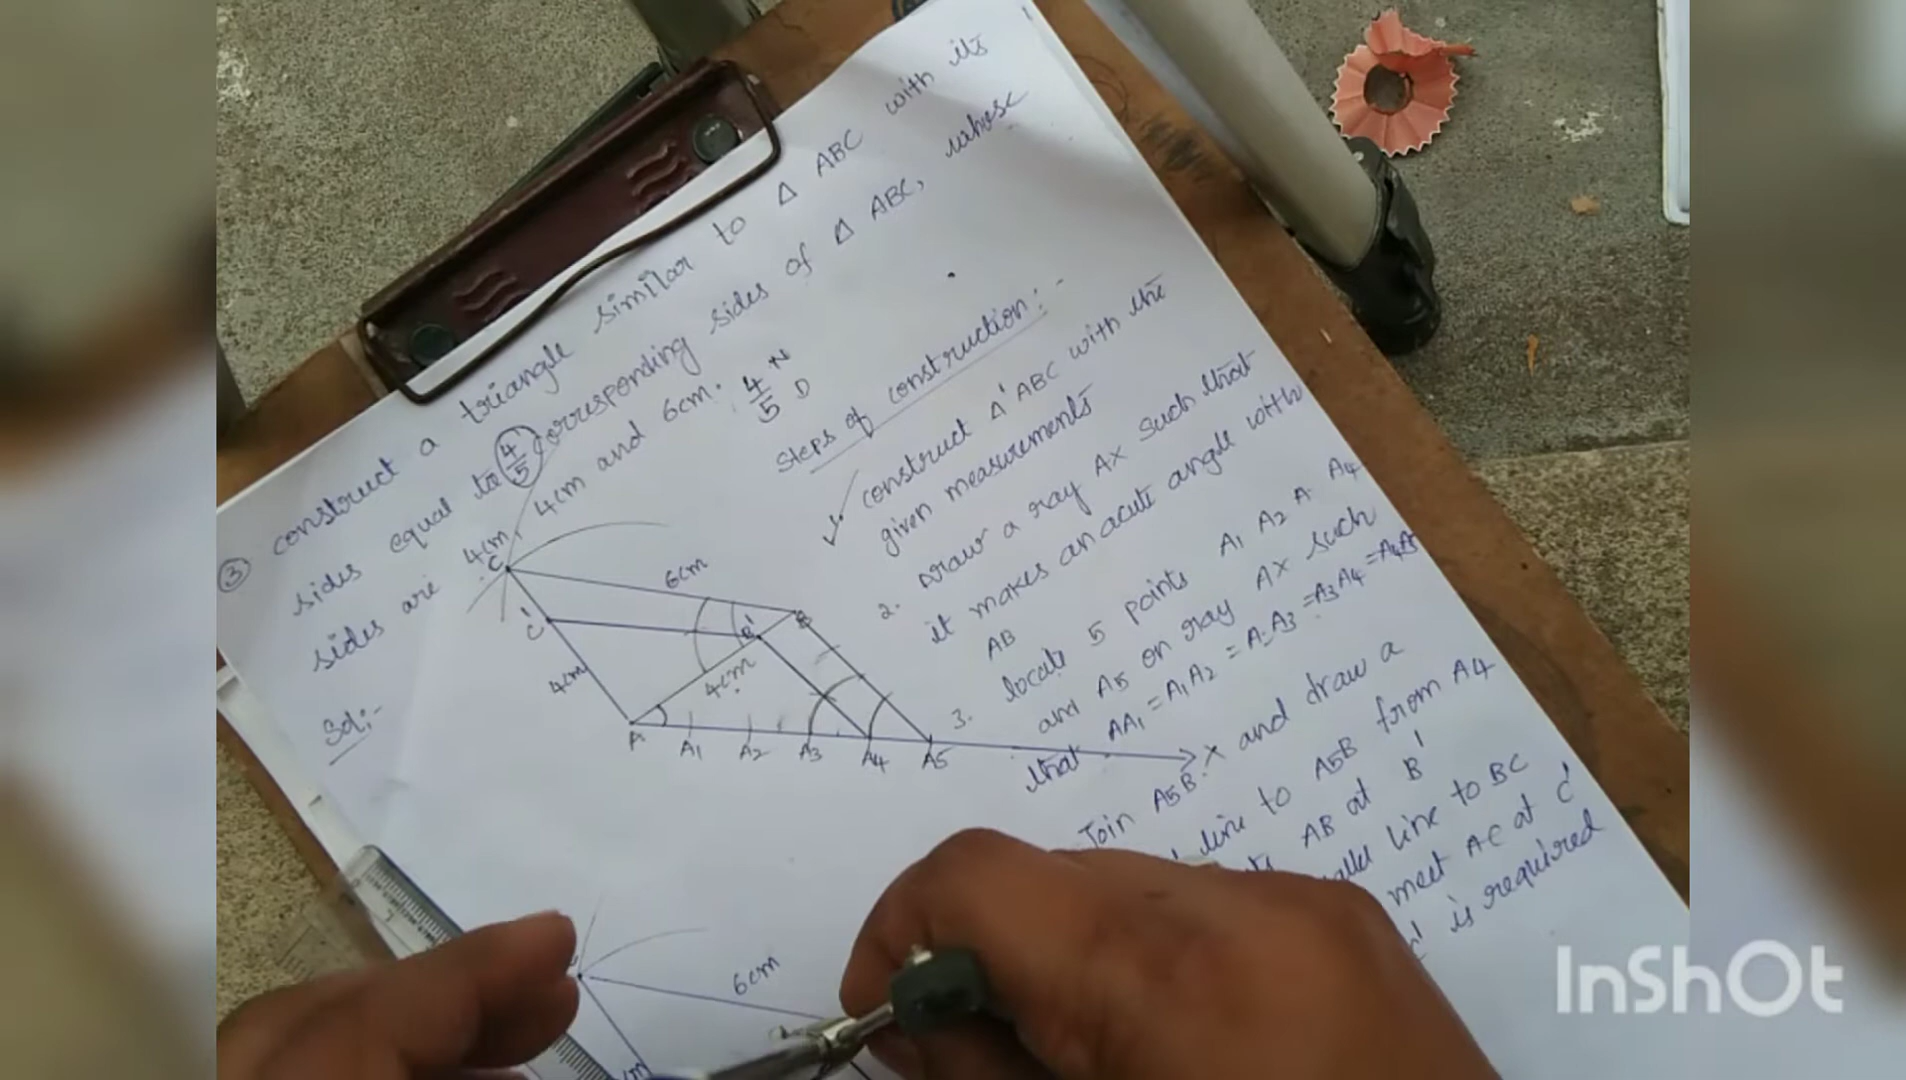 ③ construct a triangle similar to Δ ABC with its
sides equal to 4/5 corresponding sides of Δ ABC, whose
sides are 4cm, 4cm and 6cm. 4/5 N D
Sol:-
C
6cm
C'
B'
B
4cm
4cm
A A1 A2 A3 A4 A5 X
Steps of construction:-
construct Δ' ABC with the
given measurements
2. Draw a ray AX such that
it makes an acute angle with
AB
3. locate 5 points A1 A2 A A4
and A5 on ray AX such
that AA1 = A1A2 = A A3 = A3A4 = A4A5
Join A5B and draw a
line to A5B from A4
AB at B'
line to BC
meet AC at C'
is required
6cm
InShOt